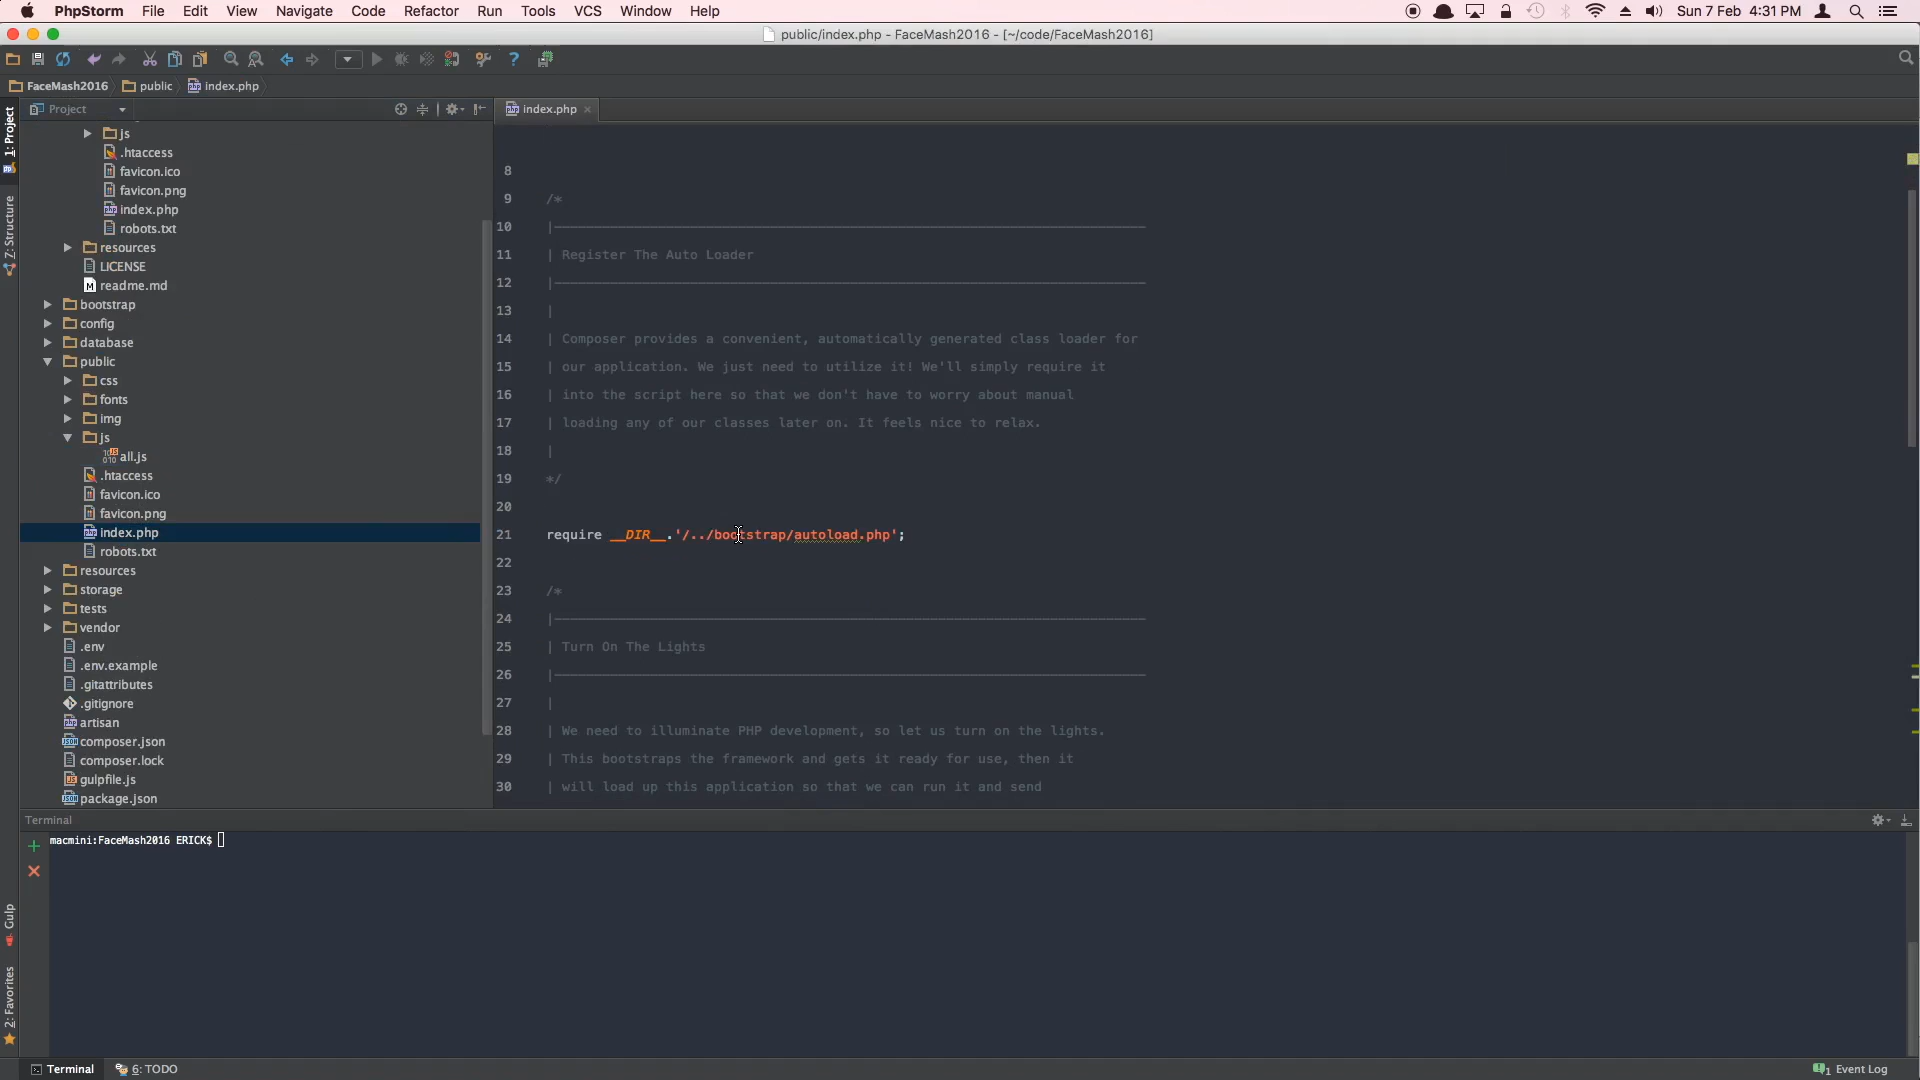 PhpStorm File Edit View Navigate Code Refactor Run Tools VCS Window Help Sun 7 Feb 4:31 PM
public/index.php - FaceMash2016 - [~/code/FaceMash2016]
FaceMash2016 public index.php
1: Project
Z: Structure
Gulp
2: Favorites
Project
js
.htaccess
favicon.ico
favicon.png
index.php
robots.txt
resources
LICENSE
readme.md
bootstrap
config
database
public
css
fonts
img
js
all.js
.htaccess
favicon.ico
favicon.png
index.php
robots.txt
resources
storage
tests
vendor
.env
.env.example
.gitattributes
.gitignore
artisan
composer.json
composer.lock
gulpfile.js
package.json
index.php
8
9 /*
10 |
11 | Register The Auto Loader
12 |
13 |
14 | Composer provides a convenient, automatically generated class loader for
15 | our application. We just need to utilize it! We'll simply require it
16 | into the script here so that we don't have to worry about manual
17 | loading any of our classes later on. It feels nice to relax.
18 |
19 */
20
21 require __DIR__.'/../bootstrap/autoload.php';
22
23 /*
24 |
25 | Turn On The Lights
26 |
27 |
28 | We need to illuminate PHP development, so let us turn on the lights.
29 | This bootstraps the framework and gets it ready for use, then it
30 | will load up this application so that we can run it and send
Terminal
macmini:FaceMash2016 ERICK$
Terminal 6: TODO 1 Event Log